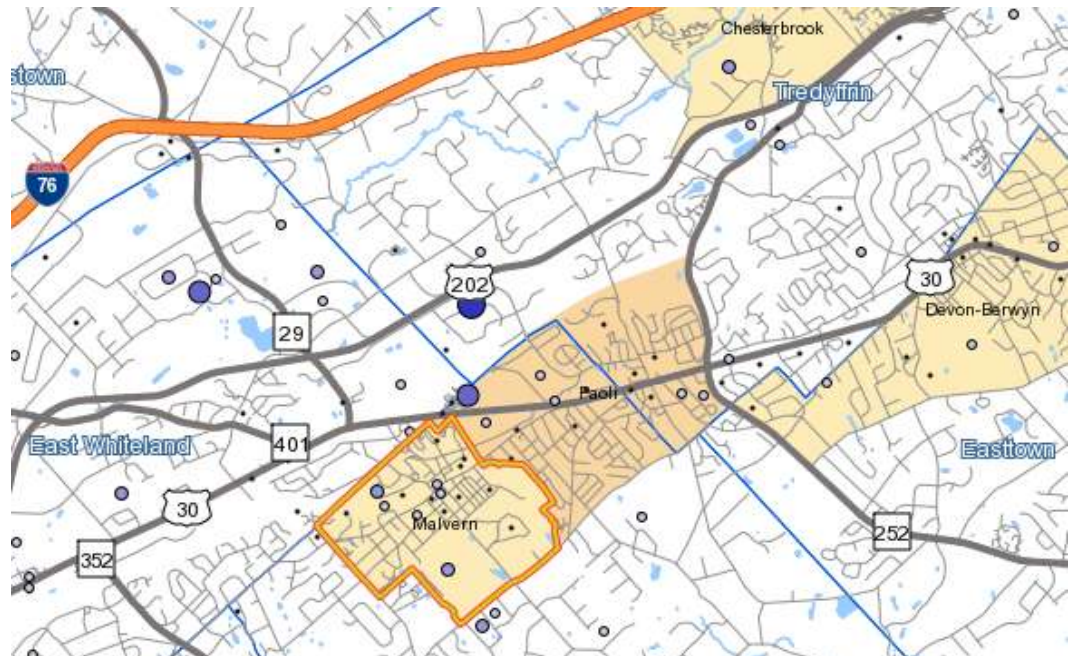 Chesterbrook
stown
Tredyffrin
76
202
30
29
Devon-Berwyn
Paoli
East Whiteland
401
Easttown
30
Malvern
252
352